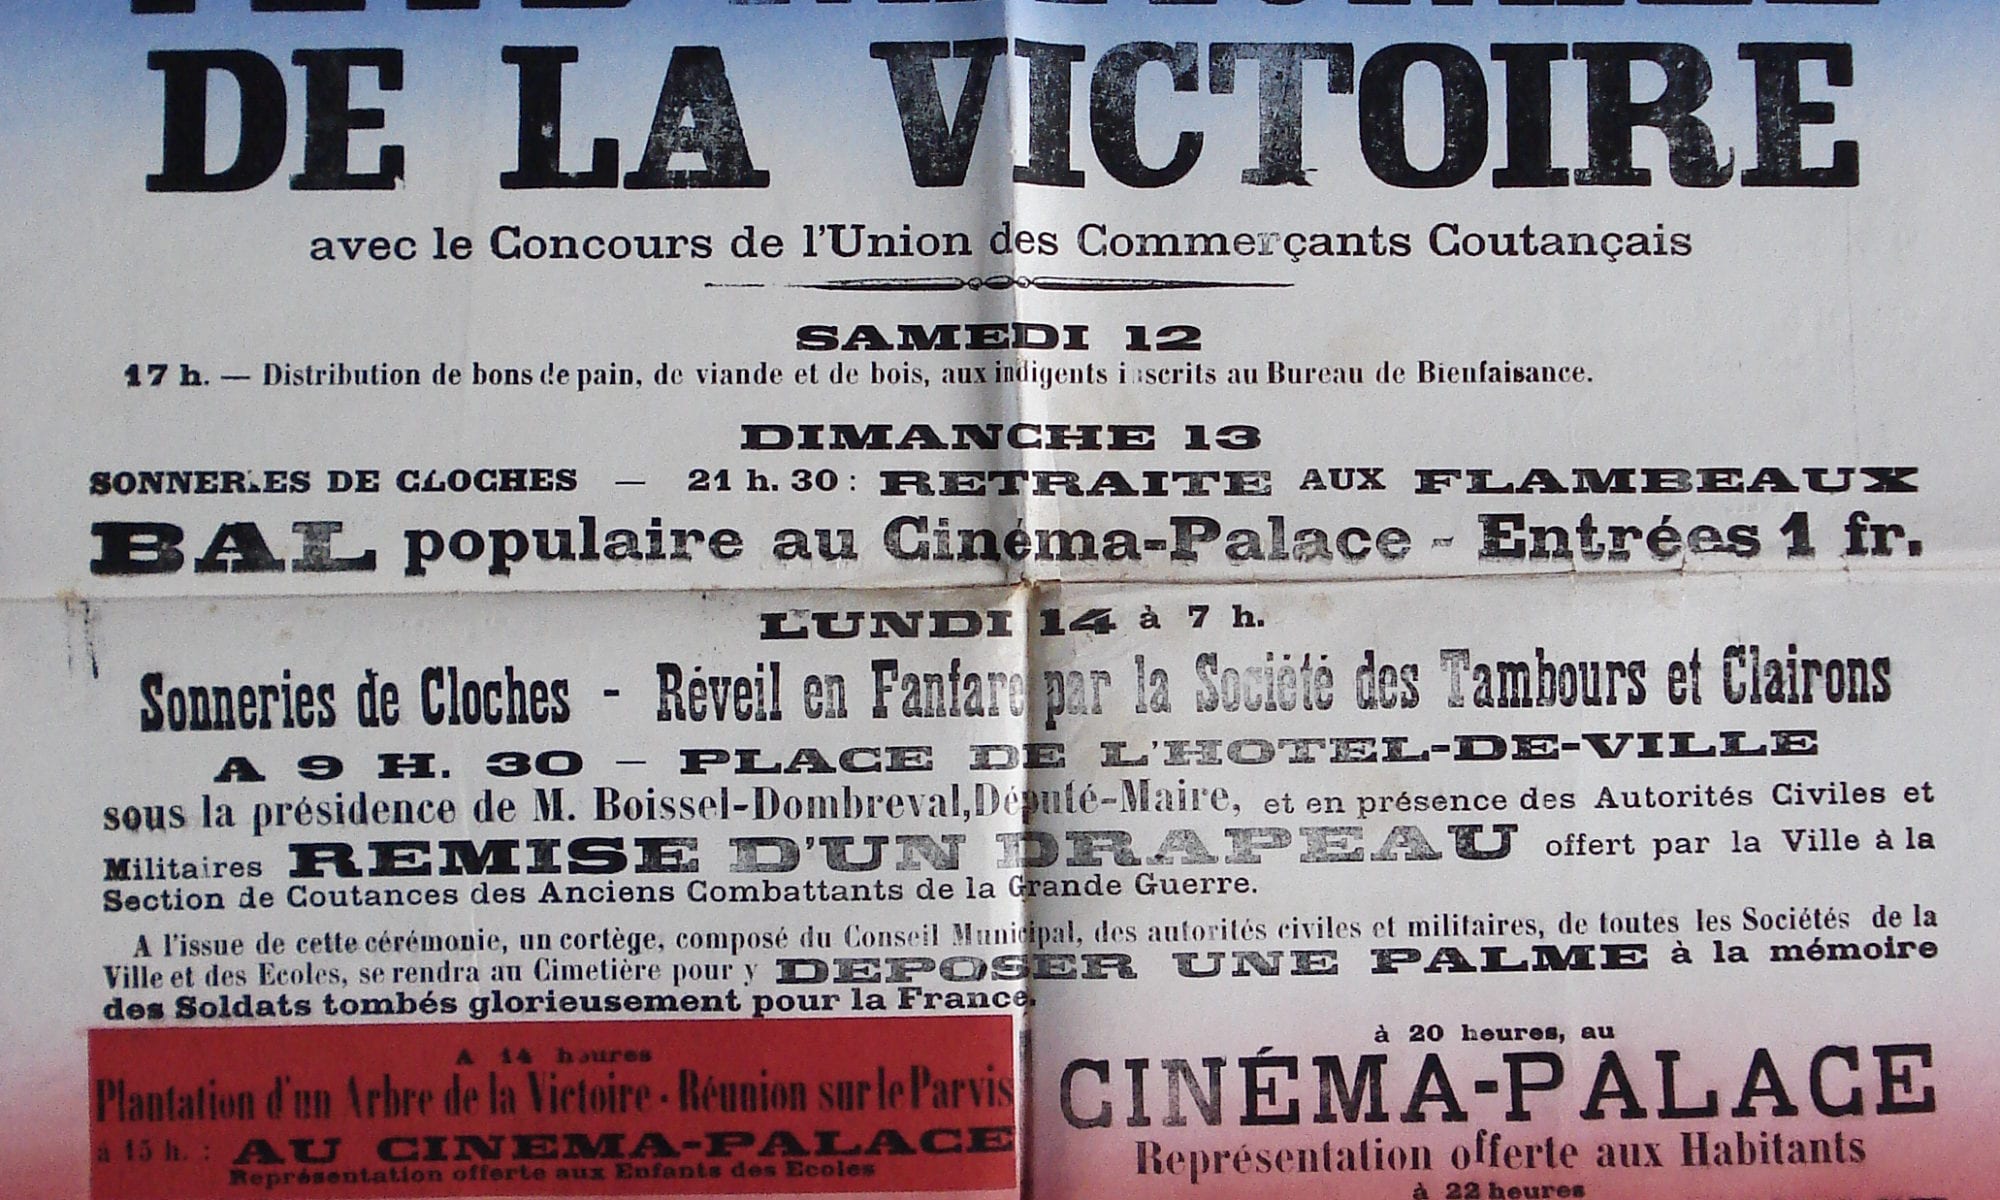 DE LA VICTOIRE
avec le Concours de l'Union des Commerçants Coutançais
SAMEDI 12
17 h. — Distribution de bons de pain, de viande et de bois, aux indigents inscrits au Bureau de Bienfaisance.
DIMANCHE 13
SONNERIES DE CLOCHES — 21 h. 30 : RETRAITE AUX FLAMBEAUX
BAL populaire au Cinéma-Palace - Entrées 1 fr.
LUNDI 14 à 7 h.
Sonneries de Cloches - Réveil en Fanfare par la Société des Tambours et Clairons
A 9 H. 30 — PLACE DE L'HOTEL-DE-VILLE
sous la présidence de M. Boissel-Dombreval, Député-Maire, et en présence des Autorités Civiles et
Militaires REMISE D'UN DRAPEAU offert par la Ville à la
Section de Coutances des Anciens Combattants de la Grande Guerre.
A l'issue de cette cérémonie, un cortège, composé du Conseil Municipal, des autorités civiles et militaires, de toutes les Sociétés de la
Ville et des Ecoles, se rendra au Cimetière pour y DEPOSER UNE PALME à la mémoire
des Soldats tombés glorieusement pour la France.
A 14 heures
Plantation d'un Arbre de la Victoire - Réunion sur le Parvis
à 15 h. : AU CINEMA-PALACE
Représentation offerte aux Enfants des Ecoles
à 20 heures, au
CINÉMA-PALACE
Représentation offerte aux Habitants
à 22 heures